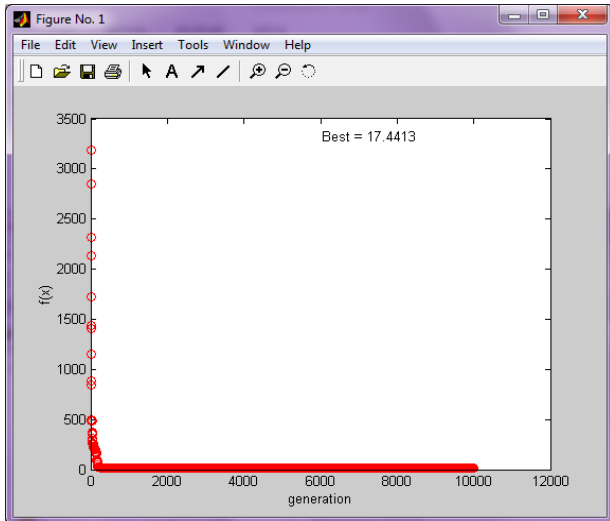 Figure No. 1
File Edit View Insert Tools Window Help
A
Best = 17.4413
3500
3000
2500
2000
1500
1000
500
0
f(x)
0 2000 4000 6000 8000 10000 12000
generation